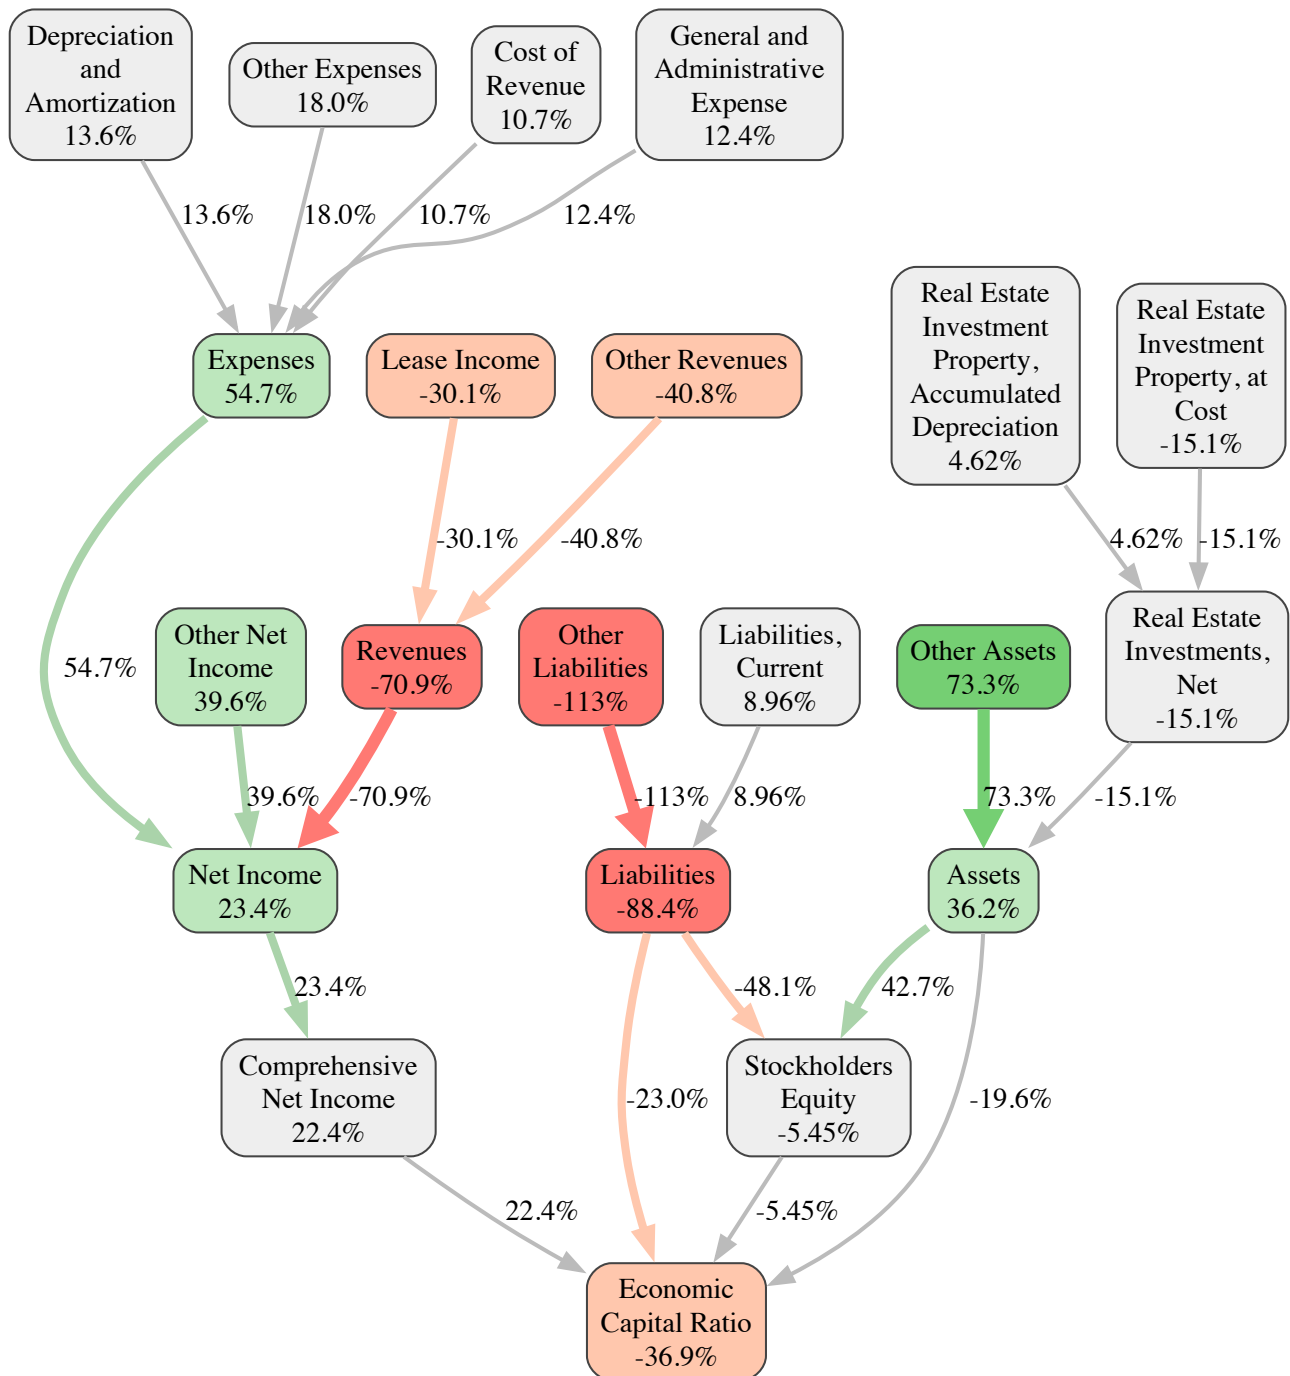 Depreciation
and
Amortization
13.6%
Other Expenses
18.0%
Cost of
Revenue
10.7%
General and
Administrative
Expense
12.4%
13.6%
18.0%
10.7%
12.4%
Expenses
54.7%
Lease Income
-30.1%
Other Revenues
-40.8%
Real Estate
Investment
Property,
Accumulated
Depreciation
4.62%
Real Estate
Investment
Property, at
Cost
-15.1%
-30.1%
-40.8%
4.62%
-15.1%
54.7%
Other Net
Income
39.6%
Revenues
-70.9%
Other
Liabilities
-113%
Liabilities,
Current
8.96%
Other Assets
73.3%
Real Estate
Investments,
Net
-15.1%
39.6%
-70.9%
-113%
8.96%
73.3%
-15.1%
Net Income
23.4%
Liabilities
-88.4%
Assets
36.2%
23.4%
-48.1%
42.7%
Comprehensive
Net Income
22.4%
-23.0%
Stockholders
Equity
-5.45%
-19.6%
22.4%
-5.45%
Economic
Capital Ratio
-36.9%